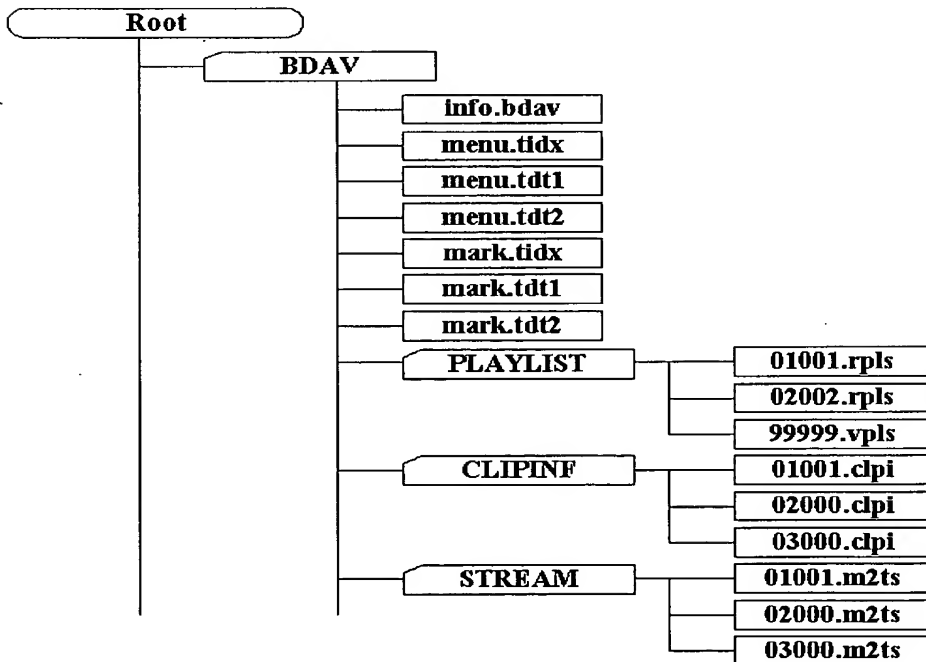 Root
BDAV
info.bdav
menu.tidx
menu.tdt1
menu.tdt2
mark.tidx
mark.tdt1
mark.tdt2
PLAYLIST
01001.rpls
02002.rpls
99999.vpls
CLIPINF
01001.clpi
02000.clpi
03000.clpi
STREAM
01001.m2ts
02000.m2ts
03000.m2ts